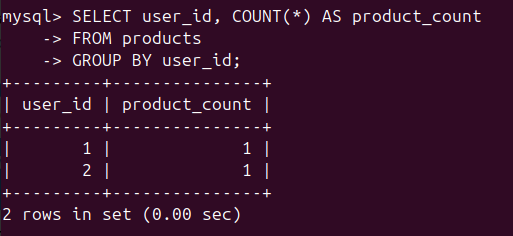 mysql> SELECT user_id, COUNT(*) AS product_count
    -> FROM products
    -> GROUP BY user_id;
+---------+---------------+
| user_id | product_count |
+---------+---------------+
|       1 |             1 |
|       2 |             1 |
+---------+---------------+
2 rows in set (0.00 sec)